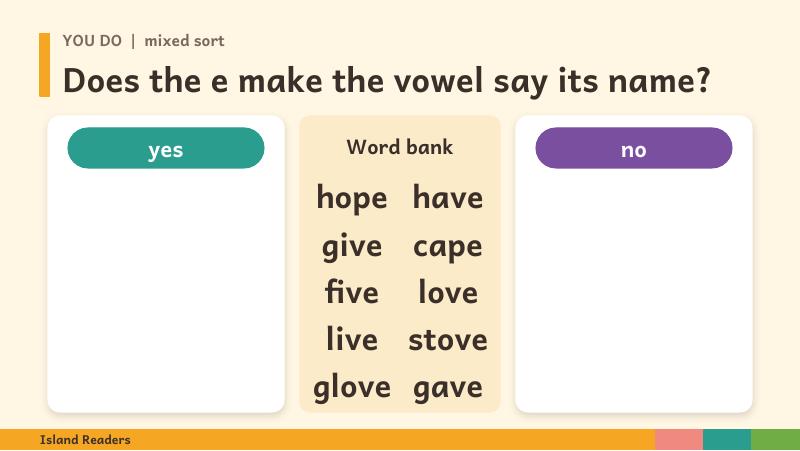 YOU DO | mixed sort
Does the e make the vowel say its name?
yes
Word bank
hope have
give cape
five love
live stove
glove gave
no
Island Readers